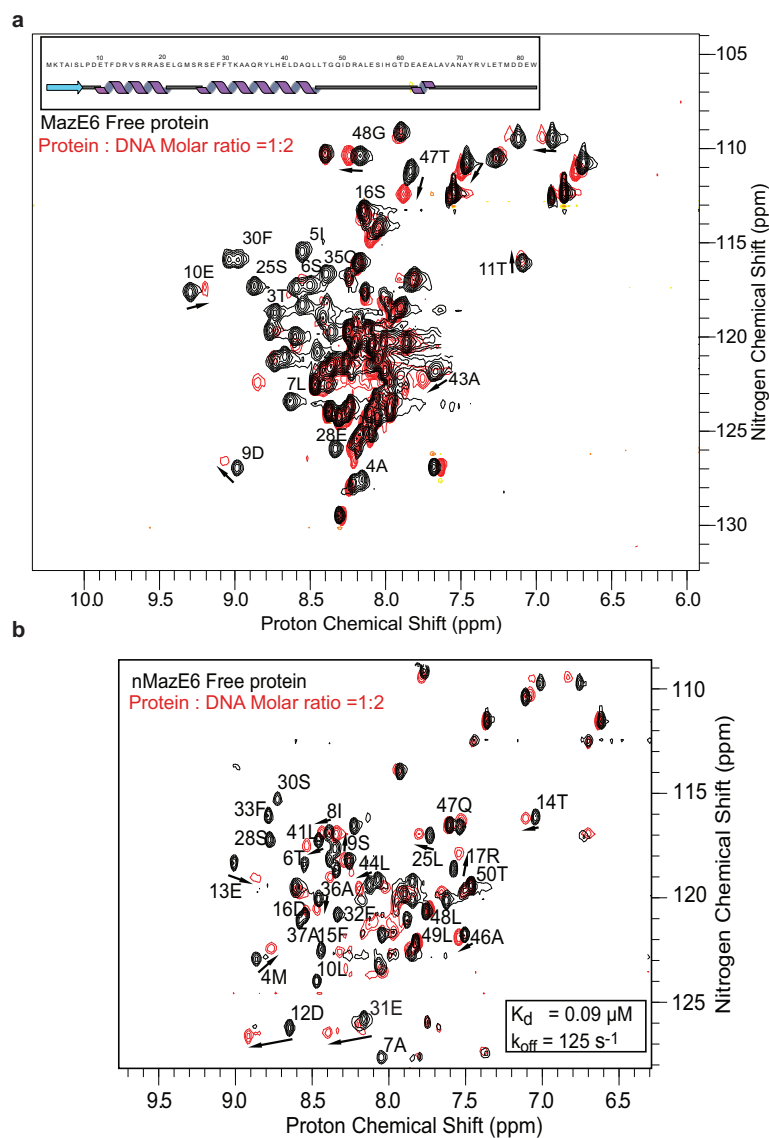 a
10 20 30 40 50 60 70 80
MKTAISLPDETFDRVSRRASELGMSRSEFFTKAAQRYLHELDAQLLTGQIDRALESIHGTDEAEALAVANAYRVLETMDDEW
MazE6 Free protein
Protein : DNA Molar ratio =1:2
48G
47T
16S
5I
30F
35Q
6S
25S
10E
3T
11T
7L
43A
28E
9D
4A
105
110
115
120
125
130
Nitrogen Chemical Shift (ppm)
10.0 9.5 9.0 8.5 8.0 7.5 7.0 6.5 6.0
Proton Chemical Shift (ppm)
b
nMazE6 Free protein
Protein : DNA Molar ratio =1:2
30S
33F
8I
47Q
14T
28S
41L
9S
25L
17R
6T
44L
50T
13E
36A
16D
32F
48L
37A
15F
49L
46A
4M
10L
12D
31E
7A
Kd = 0.09 µM
koff = 125 s-1
110
115
120
125
Nitrogen Chemical Shift (ppm)
9.5 9.0 8.5 8.0 7.5 7.0 6.5
Proton Chemical Shift (ppm)